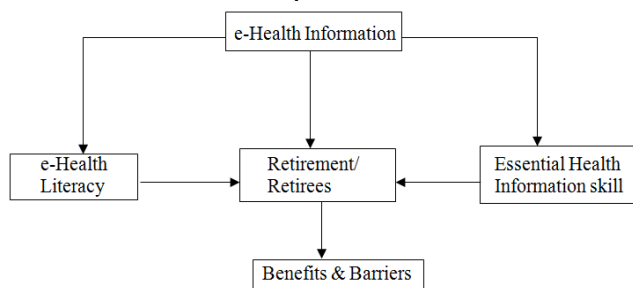 e-Health Information
e-Health
Literacy
Retirement/
Retirees
Essential Health
Information skill
Benefits & Barriers